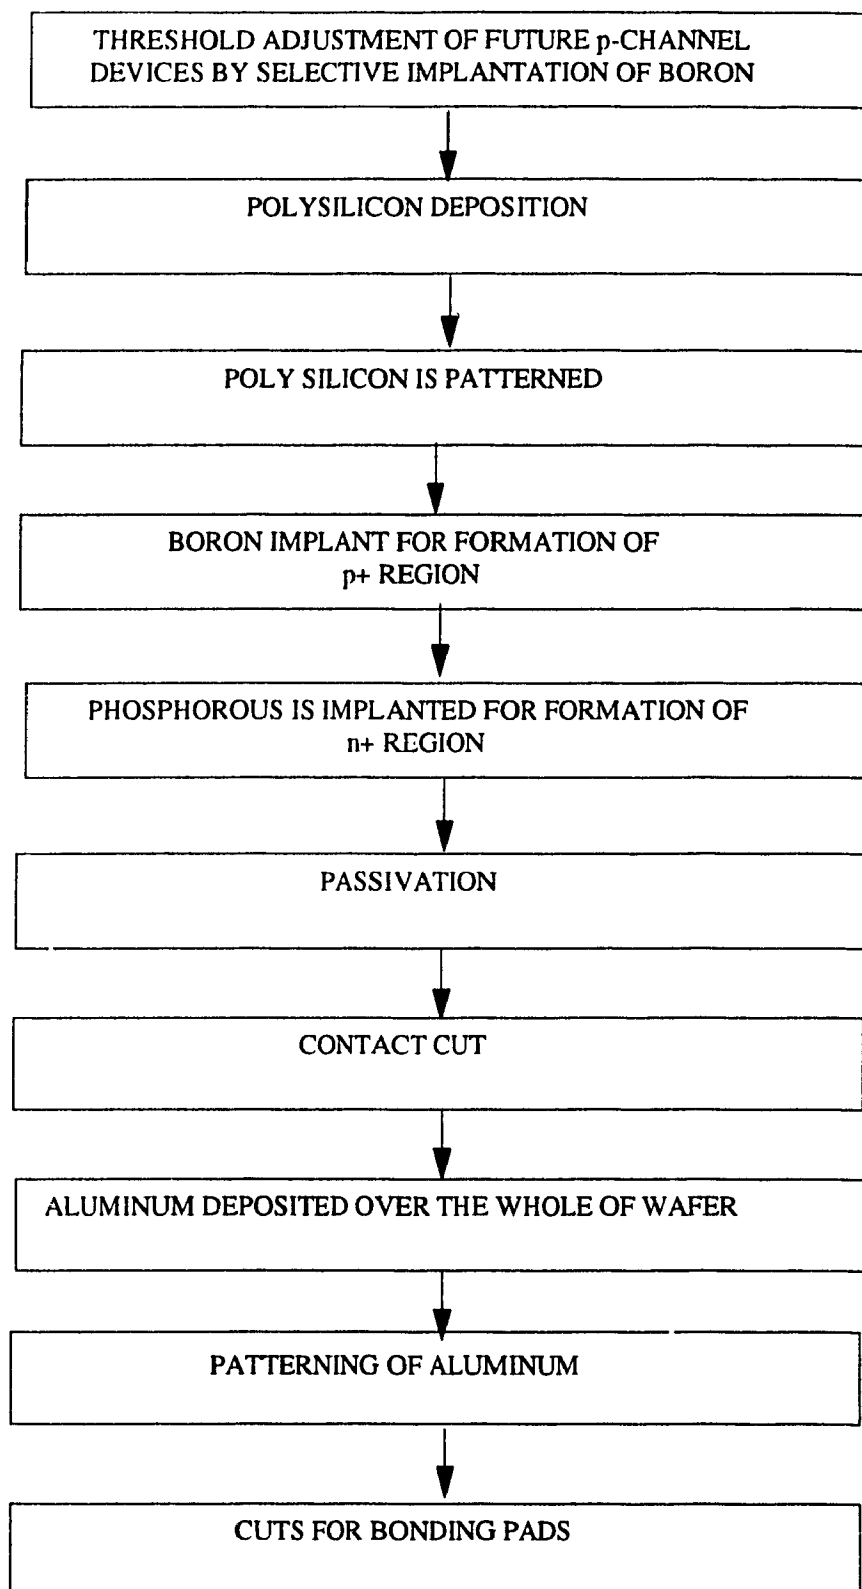 THRESHOLD ADJUSTMENT OF FUTURE p-CHANNEL
DEVICES BY SELECTIVE IMPLANTATION OF BORON
POLYSILICON DEPOSITION
POLY SILICON IS PATTERNED
BORON IMPLANT FOR FORMATION OF
p+ REGION
PHOSPHOROUS IS IMPLANTED FOR FORMATION OF
n+ REGION
PASSIVATION
CONTACT CUT
ALUMINUM DEPOSITED OVER THE WHOLE OF WAFER
PATTERNING OF ALUMINUM
CUTS FOR BONDING PADS